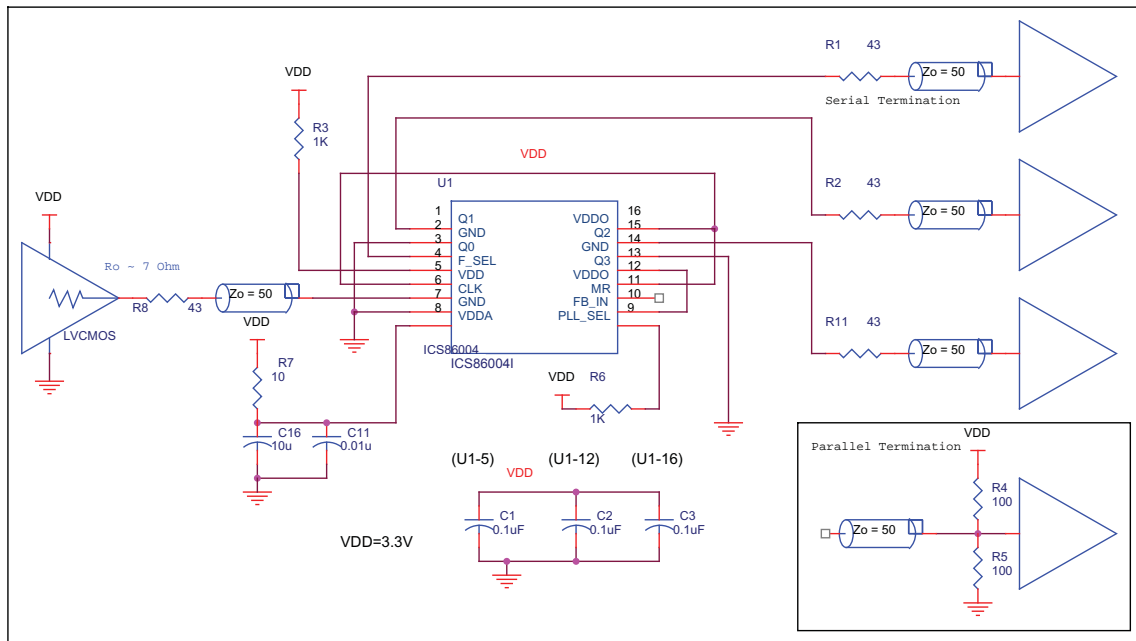 R1 43
Zo = 50
Serial Termination
VDD
R3
1K
VDD
U1
R2 43
Zo = 50
VDD
1
2
3
4
5
6
7
8
Q1
GND
Q0
F_SEL
VDD
CLK
GND
VDDA
VDDO
Q2
GND
Q3
VDDO
MR
FB_IN
PLL_SEL
16
15
14
13
12
11
10
9
Ro ~ 7 Ohm
R8 43
Zo = 50
LVCMOS
VDD
R7
10
C16
10u
C11
0.01u
ICS86004
ICS86004I
VDD
R6
1K
R11 43
Zo = 50
(U1-5) (U1-12) (U1-16)
VDD
C1
0.1uF
C2
0.1uF
C3
0.1uF
VDD=3.3V
Parallel Termination
VDD
R4
100
Zo = 50
R5
100